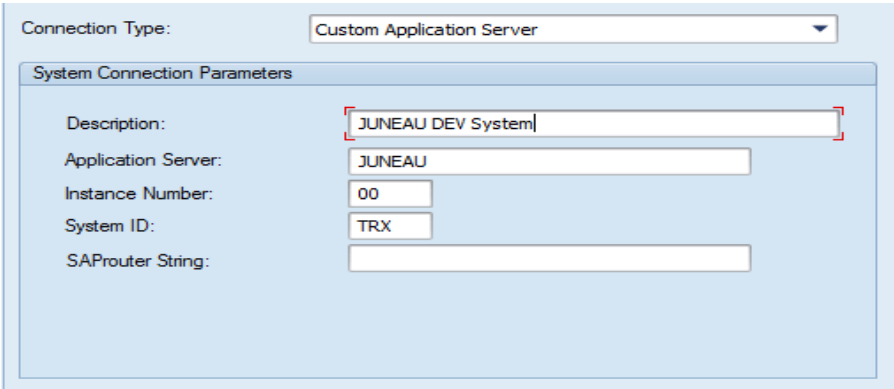 Connection Type: Custom Application Server
System Connection Parameters
Description: JUNEAU DEV System
Application Server: JUNEAU
Instance Number: 00
System ID: TRX
SAProuter String: